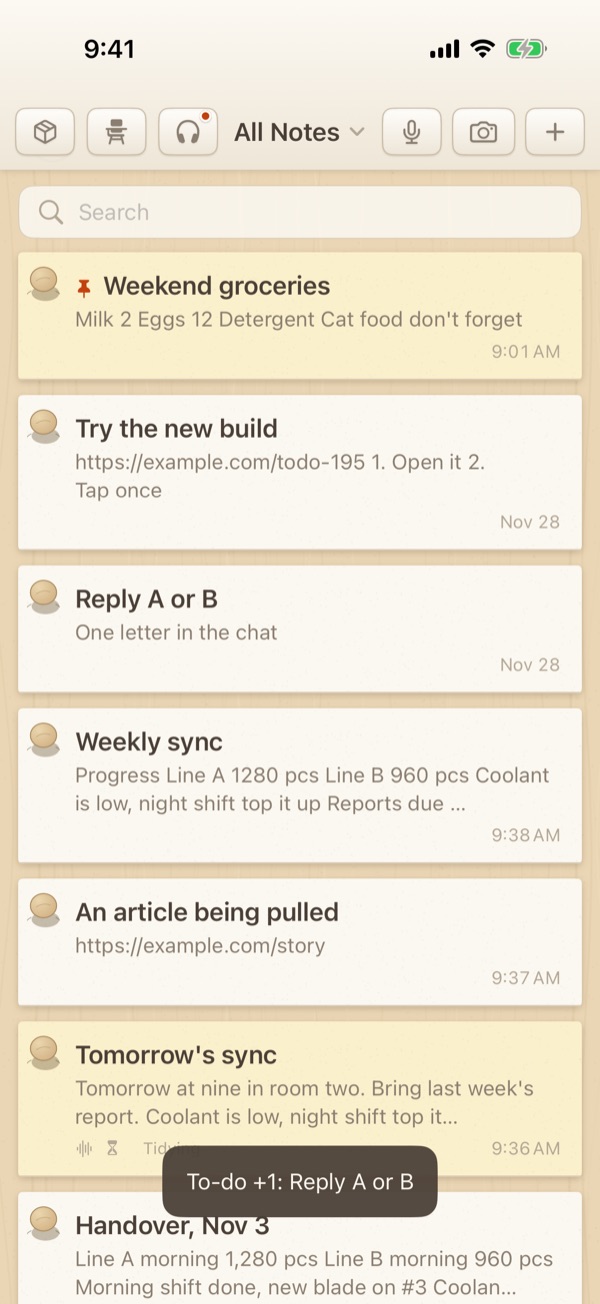 9:41
All Notes
Search
Weekend groceries
Milk 2 Eggs 12 Detergent Cat food don't forget
9:01 AM
Try the new build
https://example.com/todo-195 1. Open it 2.
Tap once
Nov 28
Reply A or B
One letter in the chat
Nov 28
Weekly sync
Progress Line A 1280 pcs Line B 960 pcs Coolant
is low, night shift top it up Reports due ...
9:38 AM
An article being pulled
https://example.com/story
9:37 AM
Tomorrow's sync
Tomorrow at nine in room two. Bring last week's
report. Coolant is low, night shift top it...
9:36 AM
To-do +1: Reply A or B
Handover, Nov 3
Line A morning 1,280 pcs Line B morning 960 pcs
Morning shift done, new blade on #3 Coolan...